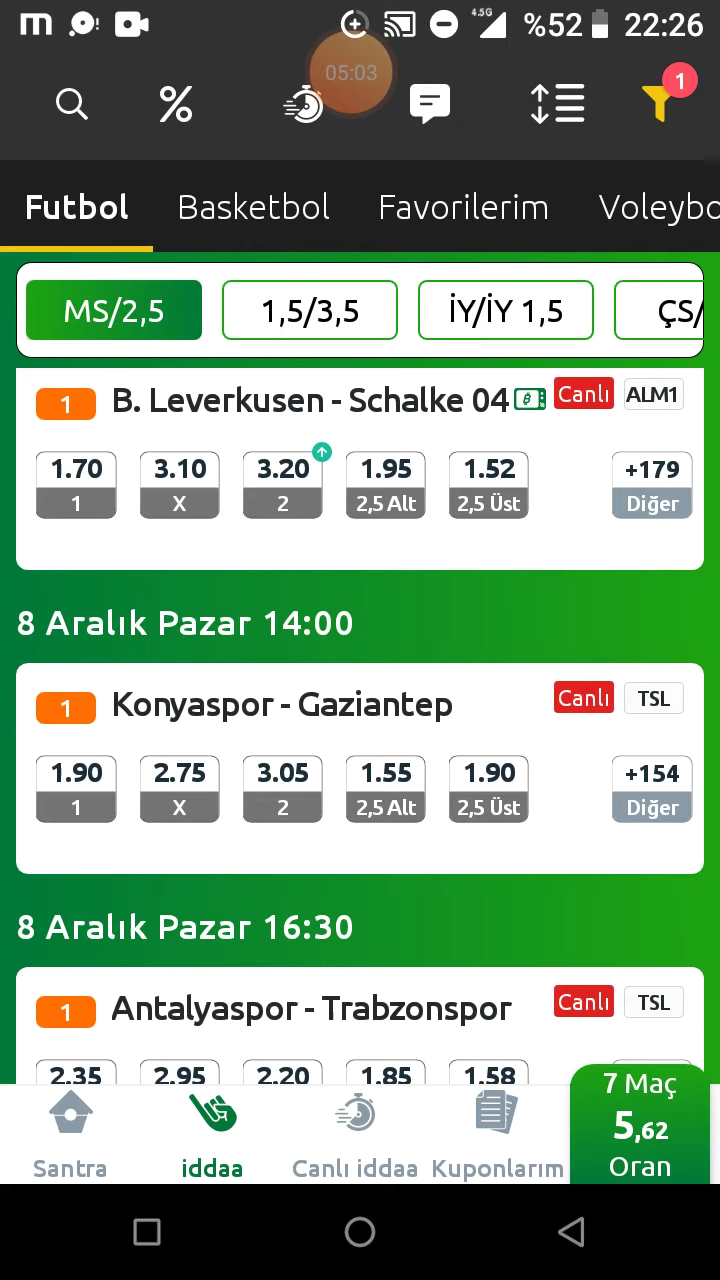 4.5G %52 22:26
05:03
%
1
Futbol Basketbol Favorilerim Voleybo
MS/2,5 1,5/3,5 İY/İY 1,5 ÇS/
1 B. Leverkusen - Schalke 04 Canlı ALM1
1.70 3.10 3.20 1.95 1.52 +179
1 X 2 2,5 Alt 2,5 Üst Diğer
8 Aralık Pazar 14:00
1 Konyaspor - Gaziantep Canlı TSL
1.90 2.75 3.05 1.55 1.90 +154
1 X 2 2,5 Alt 2,5 Üst Diğer
8 Aralık Pazar 16:30
1 Antalyaspor - Trabzonspor Canlı TSL
2.35 2.95 2.20 1.85 1.58
7 Maç
5,62
Oran
Santra iddaa Canlı iddaa Kuponlarım